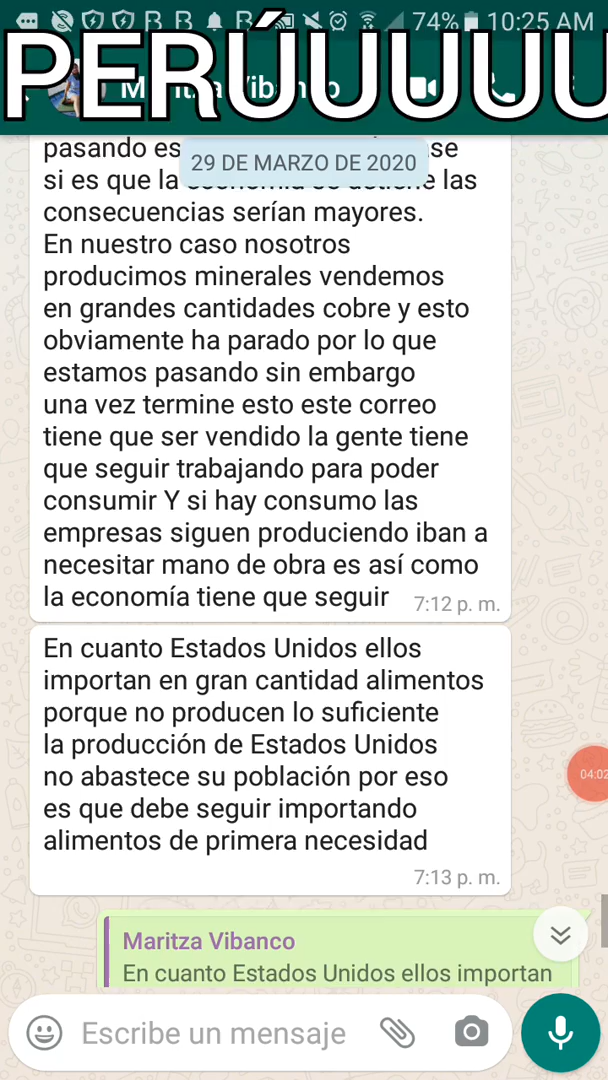 74% 10:25 AM
PERÚUUUUU
29 DE MARZO DE 2020
pasando es se
si es que la economía se detiene las
consecuencias serían mayores.
En nuestro caso nosotros
producimos minerales vendemos
en grandes cantidades cobre y esto
obviamente ha parado por lo que
estamos pasando sin embargo
una vez termine esto este correo
tiene que ser vendido la gente tiene
que seguir trabajando para poder
consumir Y si hay consumo las
empresas siguen produciendo iban a
necesitar mano de obra es así como
la economía tiene que seguir 7:12 p. m.
En cuanto Estados Unidos ellos
importan en gran cantidad alimentos
porque no producen lo suficiente
la producción de Estados Unidos
no abastece su población por eso
es que debe seguir importando
alimentos de primera necesidad
7:13 p. m.
04:02
Maritza Vibanco
En cuanto Estados Unidos ellos importan
Escribe un mensaje